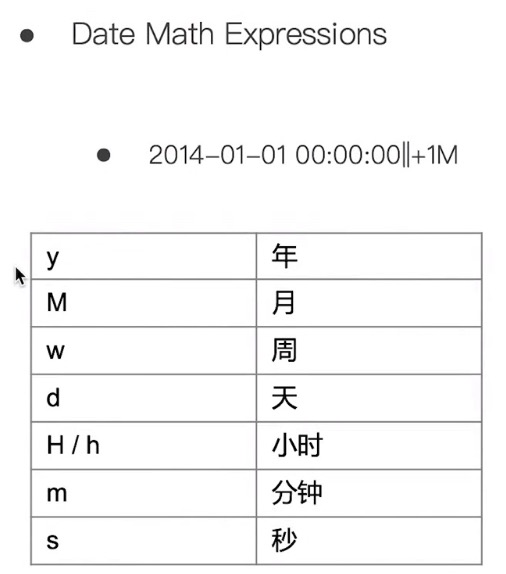 Date Math Expressions
2014-01-01 00:00:00||+1M
y 年
M 月
w 周
d 天
H / h 小时
m 分钟
s 秒